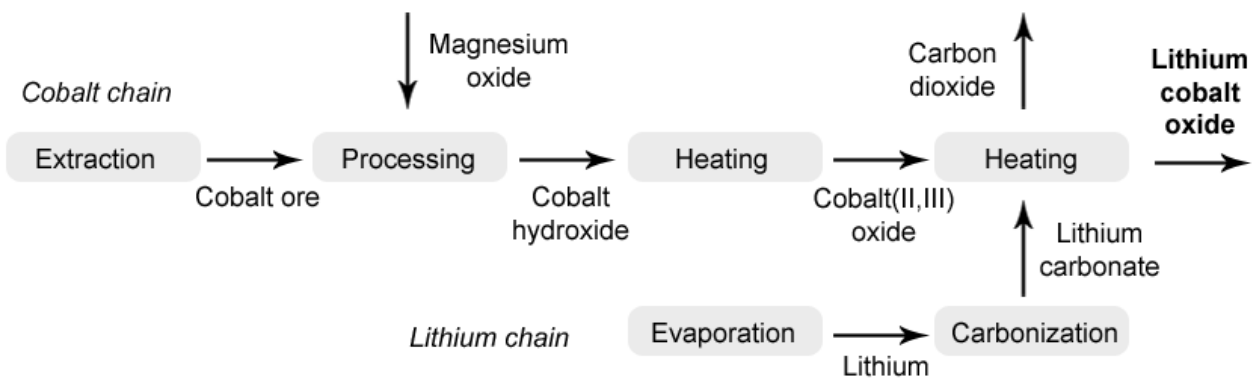 Magnesium
oxide
Carbon
dioxide
Lithium
cobalt
oxide
Cobalt chain
Extraction
Processing
Heating
Heating
Cobalt ore
Cobalt
hydroxide
Cobalt(II,III)
oxide
Lithium
carbonate
Lithium chain
Evaporation
Carbonization
Lithium